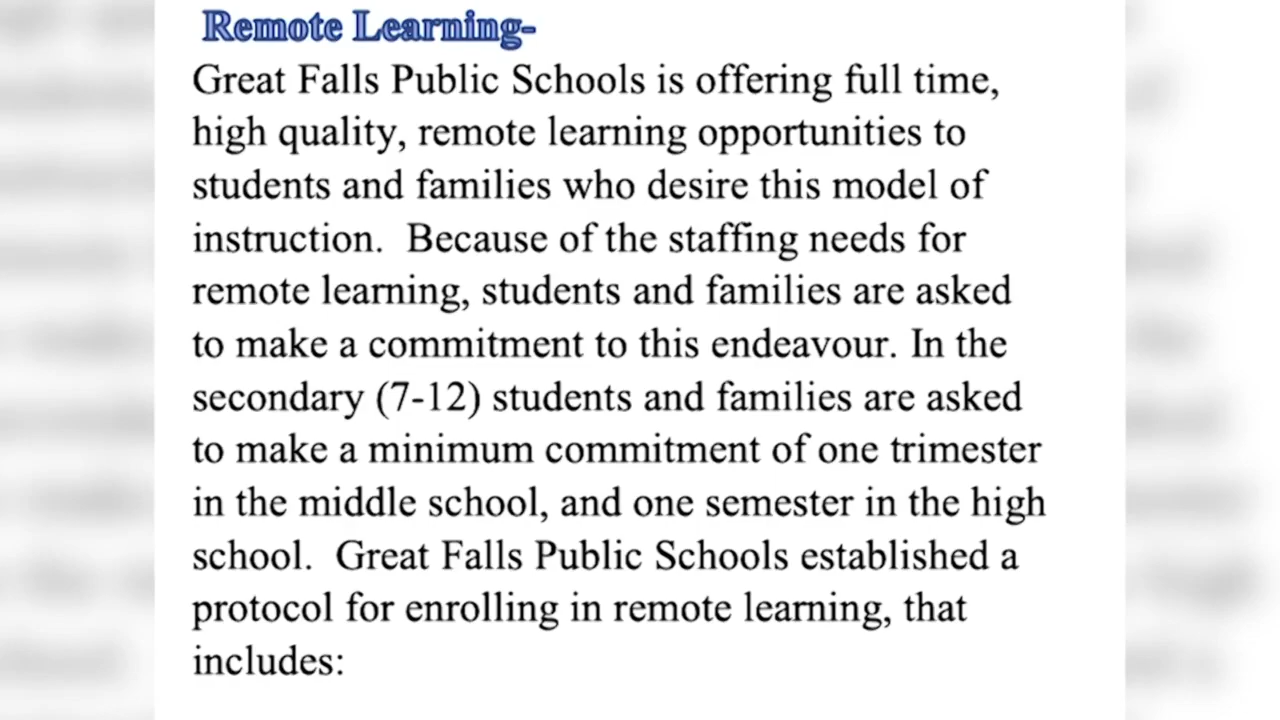 Remote Learning-
Great Falls Public Schools is offering full time,
high quality, remote learning opportunities to
students and families who desire this model of
instruction.  Because of the staffing needs for
remote learning, students and families are asked
to make a commitment to this endeavour. In the
secondary (7-12) students and families are asked
to make a minimum commitment of one trimester
in the middle school, and one semester in the high
school.  Great Falls Public Schools established a
protocol for enrolling in remote learning, that
includes: